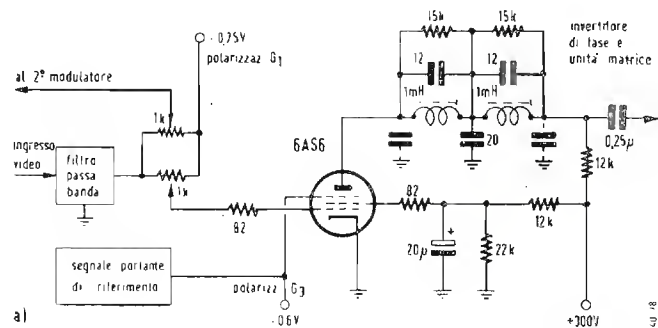 - 0,75V
polarizzaz G1
al 2° modulatore
1k
ingresso
video
filtro
passa
banda
1k
82
6AS6
15k
15k
12
12
1mH
1mH
20
invertitore
di fase e
unità matrice
0,25µ
12k
82
12k
20µ
+
22k
segnale portante
di riferimento
polarizz G3
- 0,6V
+300V
a)